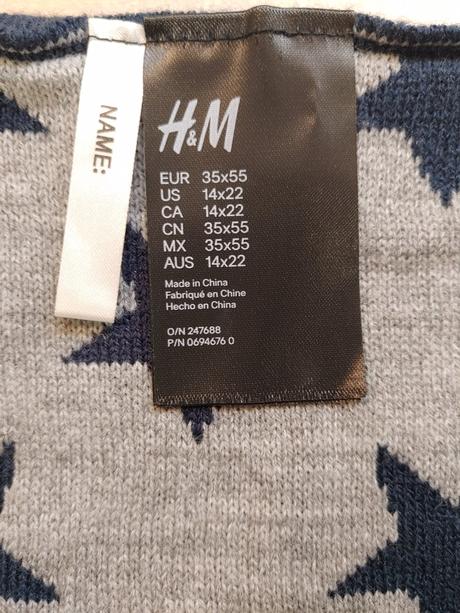 NAME:
H&M
EUR 35x55
US 14x22
CA 14x22
CN 35x55
MX 35x55
AUS 14x22
Made in China
Fabriqué en Chine
Hecho en China
O/N 247688
P/N 0694676 0